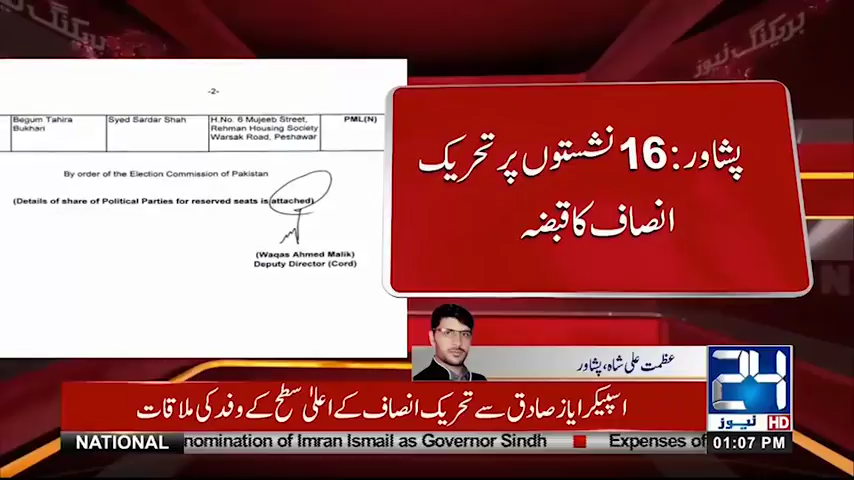 بریکنگ نیوز
-2-
Begum Tahira Bukhari
Syed Sardar Shah
H.No. 6 Mujeeb Street,
Rehman Housing Society
Warsak Road, Peshawar
PML(N)
By order of the Election Commission of Pakistan
(Details of share of Political Parties for reserved seats is attached)
(Waqas Ahmed Malik)
Deputy Director (Cord)
پشاور: 16 نشستوں پر تحریک
انصاف کا قبضہ
عظمت علی شاہ، پشاور
اسپیکر ایاز صادق سے تحریک انصاف کے اعلیٰ سطح کے وفد کی ملاقات
24
نیوز HD
NATIONAL nomination of Imran Ismail as Governor Sindh Expenses of
01:07 PM